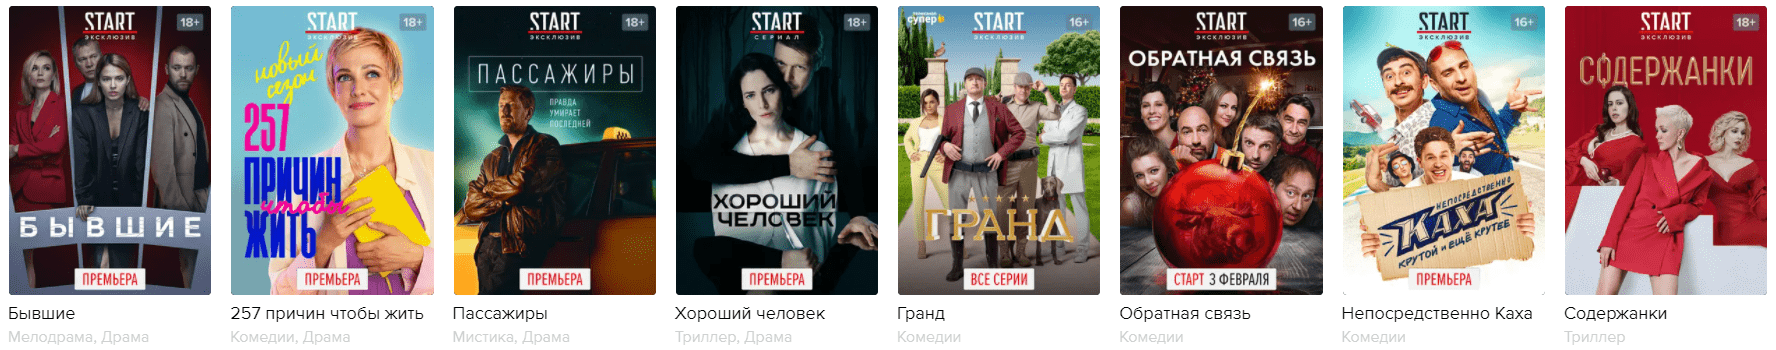 START
ЭКСКЛЮЗИВ
18+
БЫВШИЕ
ПРЕМЬЕРА
Бывшие
Мелодрама, Драма
START
ЭКСКЛЮЗИВ
18+
новый
сезон
257
ПРИЧИН
чтобы
ЖИТЬ
ПРЕМЬЕРА
257 причин чтобы жить
Комедии, Драма
START
ЭКСКЛЮЗИВ
18+
ПАССАЖИРЫ
ПРАВДА
УМИРАЕТ
ПОСЛЕДНЕЙ
ПРЕМЬЕРА
Пассажиры
Мистика, Драма
START
СЕРИАЛ
18+
ХОРОШИЙ
ЧЕЛОВЕК
ПРЕМЬЕРА
Хороший человек
Триллер, Драма
супер
START
ЭКСКЛЮЗИВ
16+
ГРАНД
ВСЕ СЕРИИ
Гранд
Комедии
START
ЭКСКЛЮЗИВ
16+
ОБРАТНАЯ СВЯЗЬ
СТАРТ 3 ФЕВРАЛЯ
Обратная связь
Комедии
START
ЭКСКЛЮЗИВ
16+
НЕПОСРЕДСТВЕННО
КАХА
КРУТОЙ И ЕЩЁ КРУТЬЕ
ПРЕМЬЕРА
Непосредственно Каха
Комедии
START
ЭКСКЛЮЗИВ
18+
СОДЕРЖАНКИ
Содержанки
Триллер